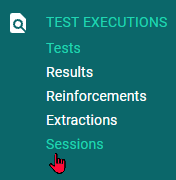 TEST EXECUTIONS
Tests
Results
Reinforcements
Extractions
Sessions